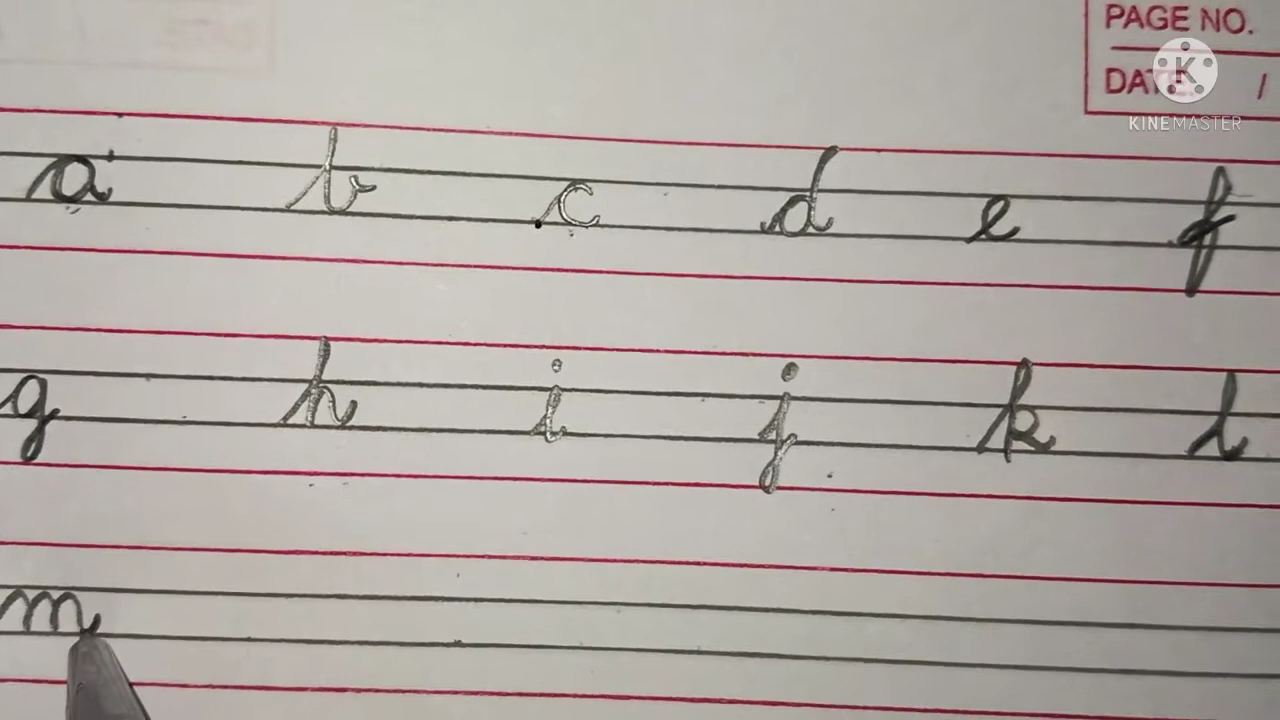 PAGE NO.
DATE /
KINEMASTER
a b c d e f
g h i j k l
m